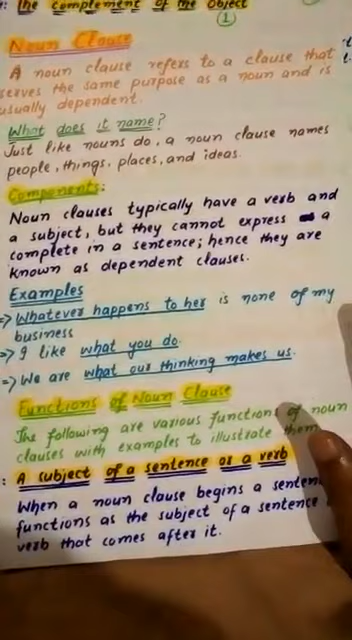 : The complement of the Object
1
Noun Clause
A noun clause refers to a clause that
serves the same purpose as a noun and is
usually dependent.
What does it name?
Just like nouns do, a noun clause names
people, things, places, and ideas.
Components:
Noun clauses typically have a verb and
a subject, but they cannot express a
complete in a sentence; hence they are
known as dependent clauses.
Examples
=> Whatever happens to her is none of my
business
=> I like what you do.
=> We are what our thinking makes us.
Functions of Noun Clause
The following are various functions of noun
clauses with examples to illustrate them
: A subject of a sentence or a verb
When a noun clause begins a senten
functions as the subject of a sentence
verb that comes after it.